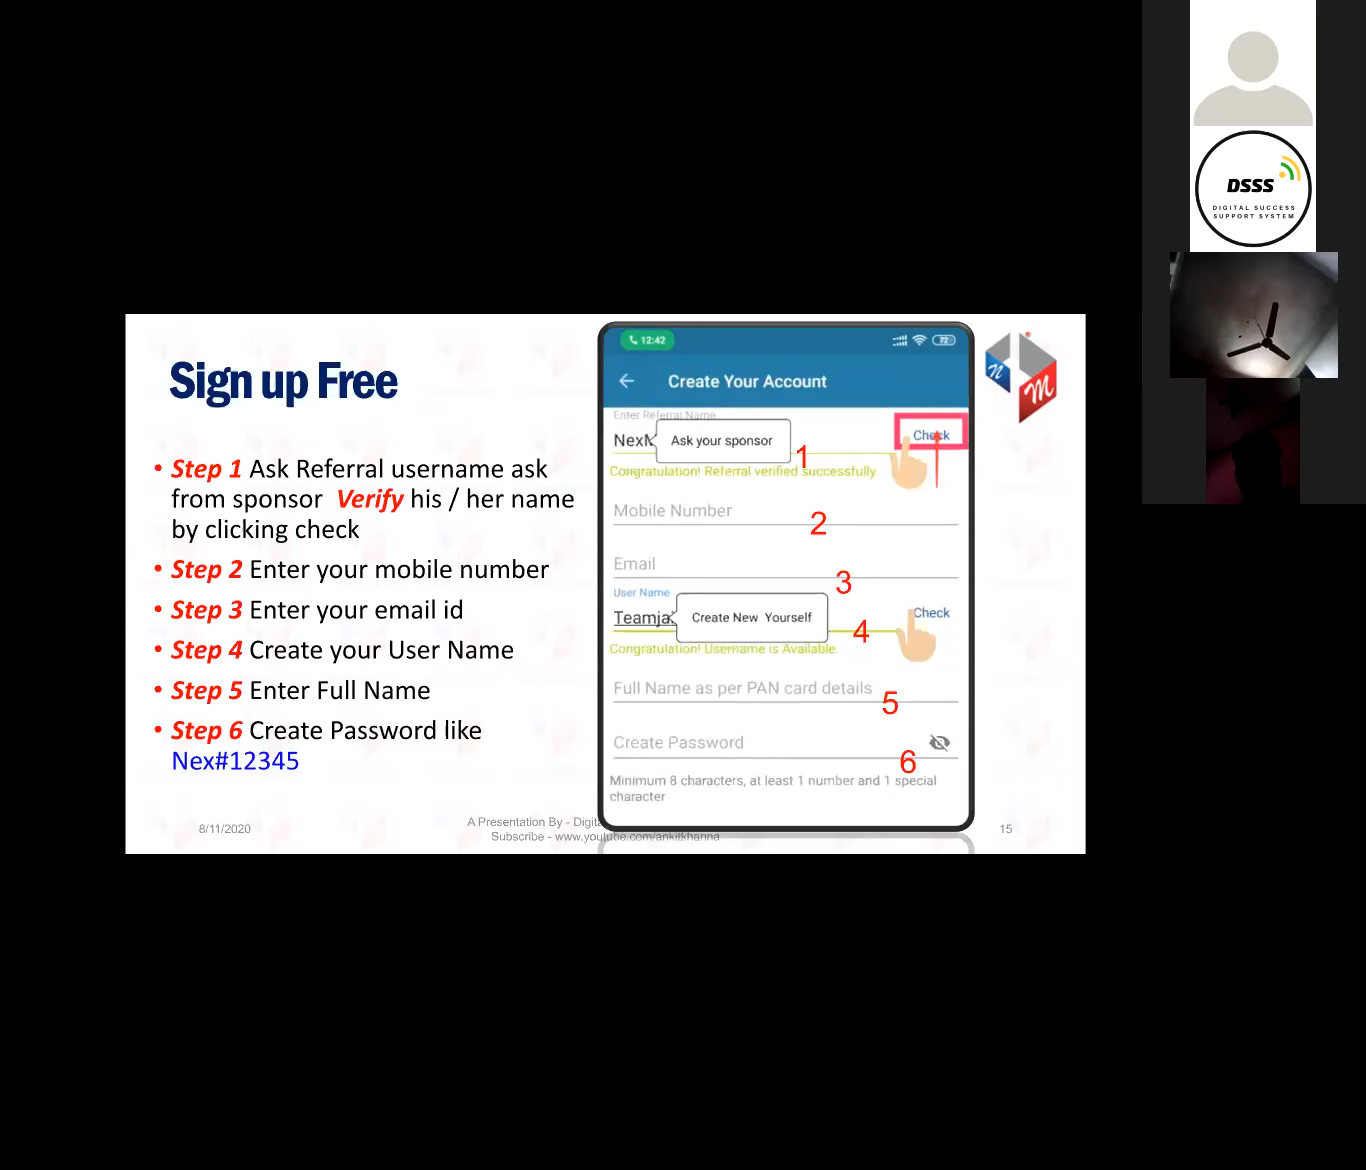 Sign up Free
• Step 1 Ask Referral username ask
from sponsor Verify his / her name
by clicking check
• Step 2 Enter your mobile number
• Step 3 Enter your email id
• Step 4 Create your User Name
• Step 5 Enter Full Name
• Step 6 Create Password like
Nex#12345
8/11/2020
A Presentation By -
Subscribe - www.youtube.com/ankitkhanna
15
12:42
72
Create Your Account
Enter Referral Name
Ask your sponsor
1
Check
Congratulation! Referral verified successfully
Mobile Number
2
Email
3
User Name
Create New Yourself
4
Check
Congratulation! Username is Available
Full Name as per PAN card details
5
Create Password
6
Minimum 8 characters, at least 1 number and 1 special
character
n
m
DSSS
DIGITAL SUCCESS
SUPPORT SYSTEM